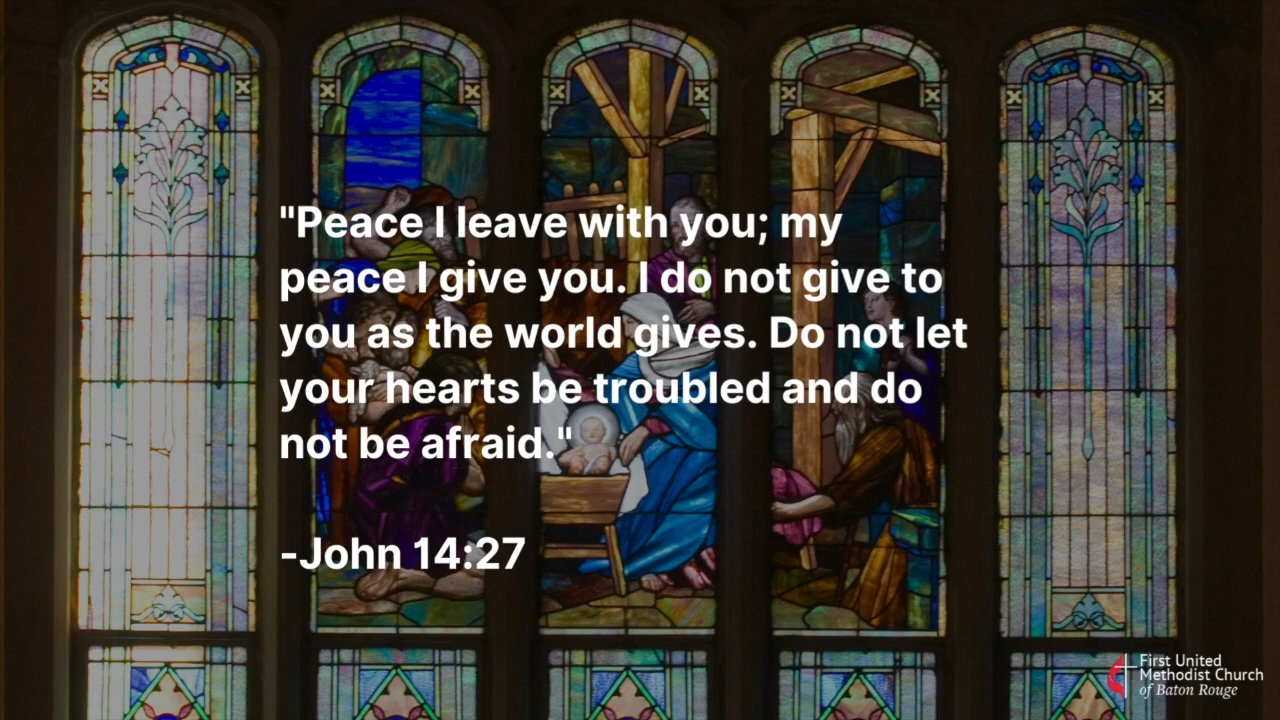 "Peace I leave with you; my
peace I give you. I do not give to
you as the world gives. Do not let
your hearts be troubled and do
not be afraid."
-John 14:27
First United
Methodist Church
of Baton Rouge